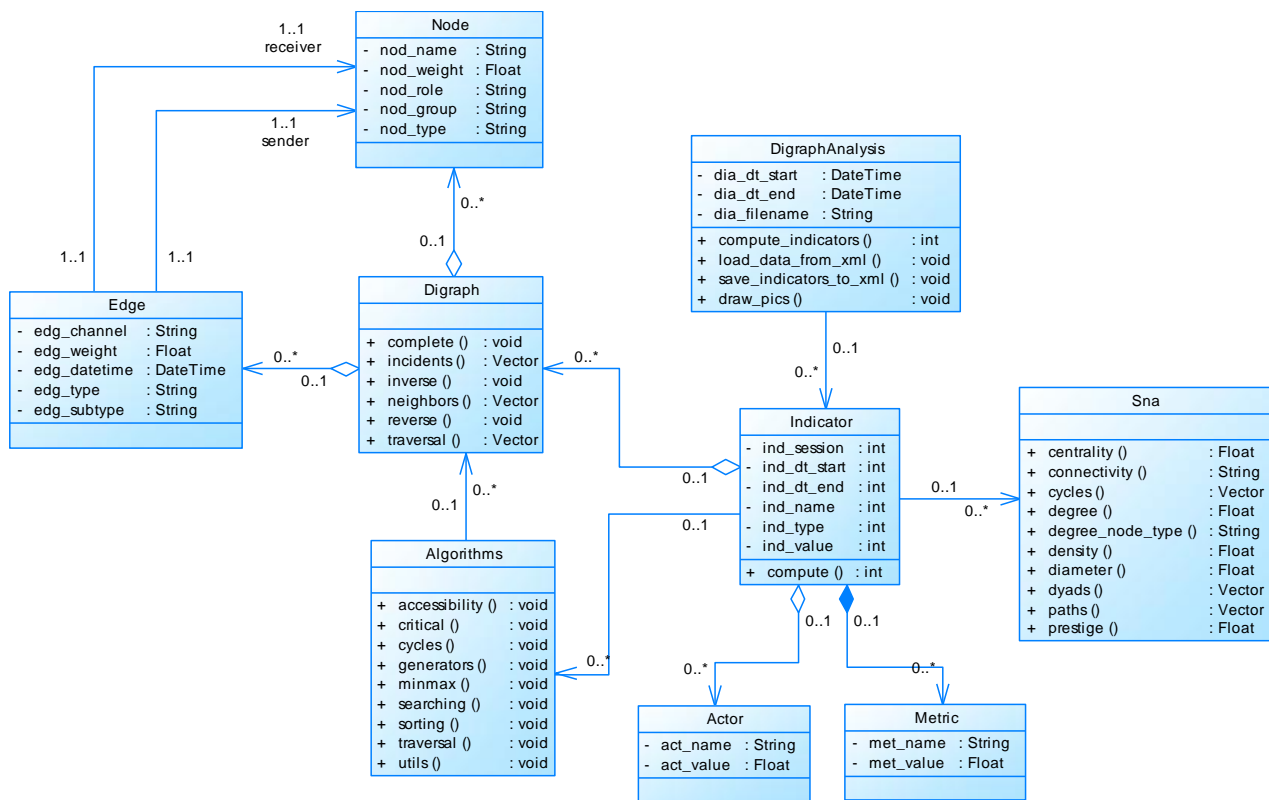 Node
- nod_name : String
- nod_weight : Float
- nod_role : String
- nod_group : String
- nod_type : String
1..1
receiver
1..1
sender
1..1
1..1
0..*
0..1
DigraphAnalysis
- dia_dt_start : DateTime
- dia_dt_end : DateTime
- dia_filename : String
+ compute_indicators () : int
+ load_data_from_xml () : void
+ save_indicators_to_xml () : void
+ draw_pics () : void
Edge
- edg_channel : String
- edg_weight : Float
- edg_datetime : DateTime
- edg_type : String
- edg_subtype : String
0..*
0..1
Digraph
+ complete () : void
+ incidents () : Vector
+ inverse () : void
+ neighbors () : Vector
+ reverse () : void
+ traversal () : Vector
0..*
0..1
0..1
0..*
Indicator
- ind_session : int
- ind_dt_start : int
- ind_dt_end : int
- ind_name : int
- ind_type : int
- ind_value : int
+ compute () : int
0..1
0..*
Sna
+ centrality () : Float
+ connectivity () : String
+ cycles () : Vector
+ degree () : Float
+ degree_node_type () : String
+ density () : Float
+ diameter () : Float
+ dyads () : Vector
+ paths () : Vector
+ prestige () : Float
0..*
0..1
0..1
0..*
Algorithms
+ accessibility () : void
+ critical () : void
+ cycles () : void
+ generators () : void
+ minmax () : void
+ searching () : void
+ sorting () : void
+ traversal () : void
+ utils () : void
0..1
0..*
0..1
0..*
Actor
- act_name : String
- act_value : Float
Metric
- met_name : String
- met_value : Float